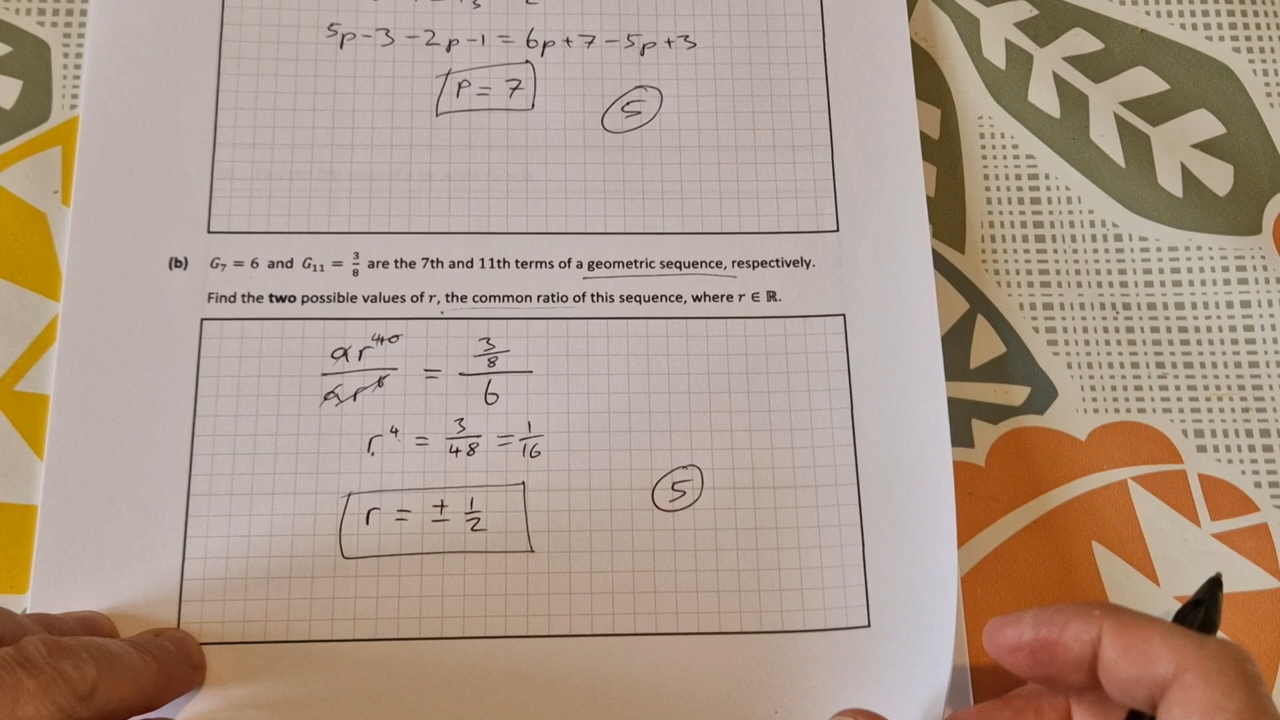 5p-3-2p-1 = 6p+7-5p+3
p = 7
5
(b) G₇ = 6 and G₁₁ = 3/8 are the 7th and 11th terms of a geometric sequence, respectively.
Find the two possible values of r, the common ratio of this sequence, where r ∈ ℝ.
ar¹⁰/ar⁶ = 3/8/6
r⁴ = 3/48 = 1/16
r = ± 1/2
5